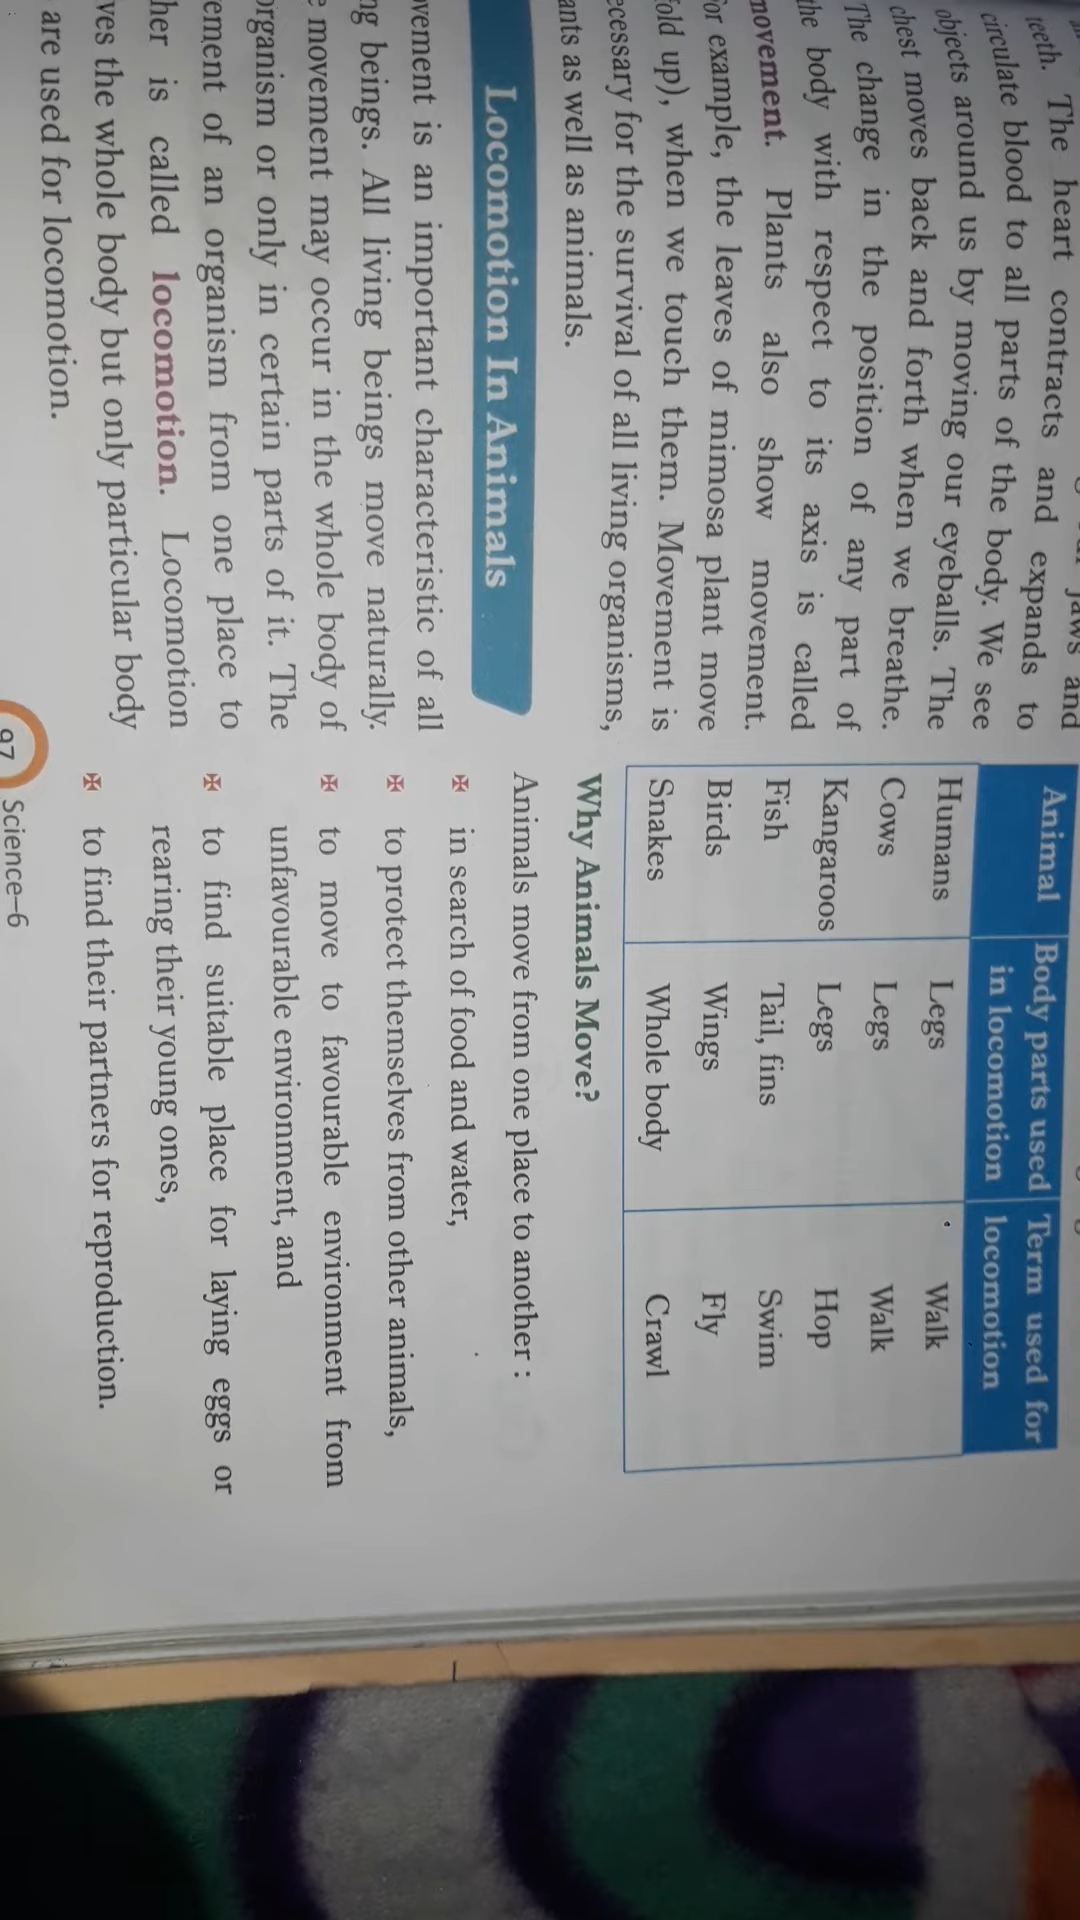 jaws and
teeth. The heart contracts and expands to
circulate blood to all parts of the body. We see
objects around us by moving our eyeballs. The
chest moves back and forth when we breathe.
The change in the position of any part of
the body with respect to its axis is called
movement. Plants also show movement.
For example, the leaves of mimosa plant move
fold up), when we touch them. Movement is
ecessary for the survival of all living organisms,
ants as well as animals.
Locomotion In Animals
ovement is an important characteristic of all
ng beings. All living beings move naturally.
e movement may occur in the whole body of
organism or only in certain parts of it. The
ement of an organism from one place to
her is called locomotion. Locomotion
ves the whole body but only particular body
are used for locomotion.
Animal Body parts used in locomotion Term used for locomotion
Humans Legs Walk
Cows Legs Walk
Kangaroos Legs Hop
Fish Tail, fins Swim
Birds Wings Fly
Snakes Whole body Crawl
Why Animals Move?
Animals move from one place to another :
✠ in search of food and water,
✠ to protect themselves from other animals,
✠ to move to favourable environment from
unfavourable environment, and
✠ to find suitable place for laying eggs or
rearing their young ones,
✠ to find their partners for reproduction.
97 Science–6